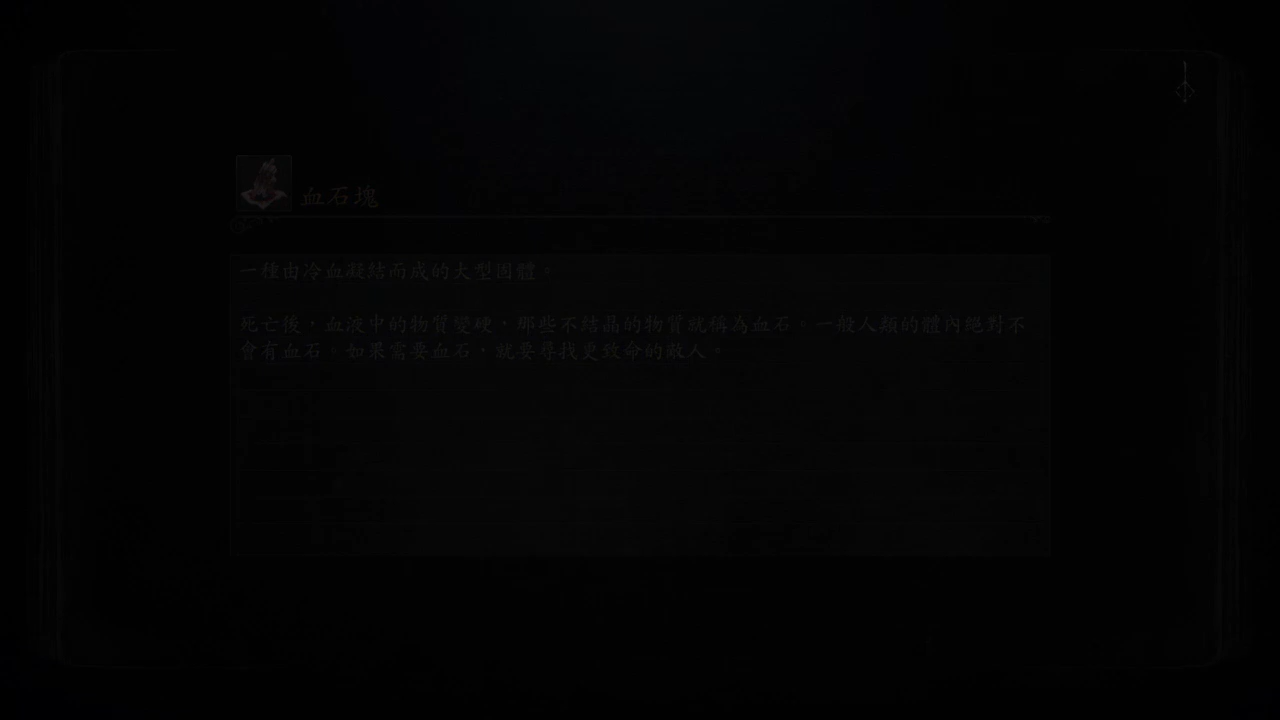 血石塊
一種由冷血凝結而成的大型固體。
死亡後，血液中的物質變硬，那些不結晶的物質就稱為血石。一般人類的體內絕對不
會有血石。如果需要血石，就要尋找更致命的敵人。